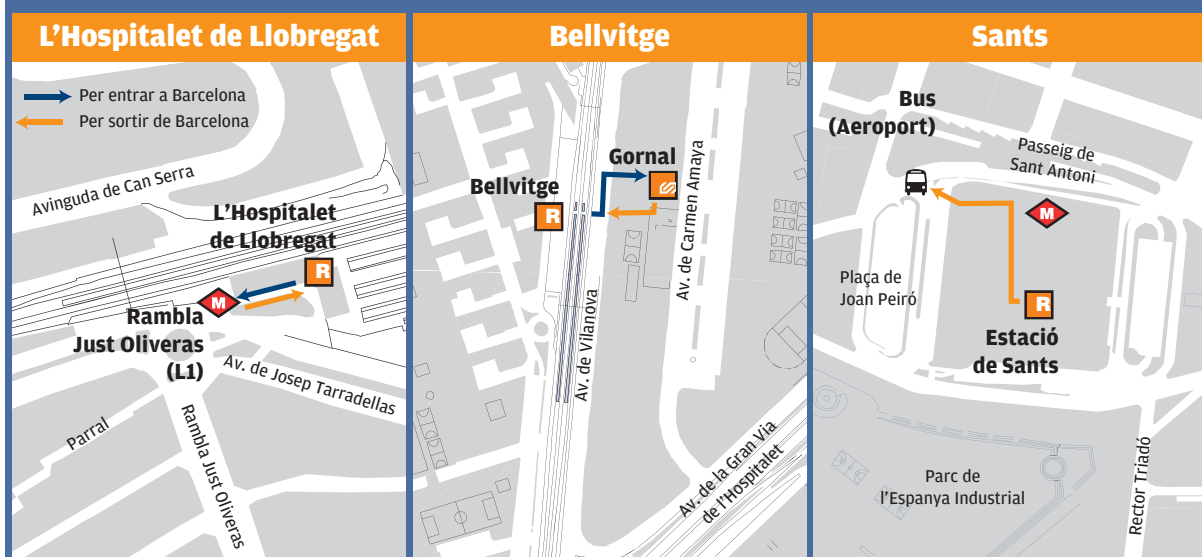 L'Hospitalet de Llobregat
Per entrar a Barcelona
Per sortir de Barcelona
Avinguda de Can Serra
L'Hospitalet
de Llobregat
R
M
Rambla
Just Oliveras
(L1)
Av. de Josep Tarradellas
Parral
Rambla Just Oliveras
Bellvitge
Gornal
Bellvitge
R
Av. de Carmen Amaya
Av. de Vilanova
Av. de la Gran Via
de l'Hospitalet
Sants
Bus
(Aeroport)
Passeig de
Sant Antoni
M
Plaça de
Joan Peiró
R
Estació
de Sants
Parc de
l'Espanya Industrial
Rector Triadó